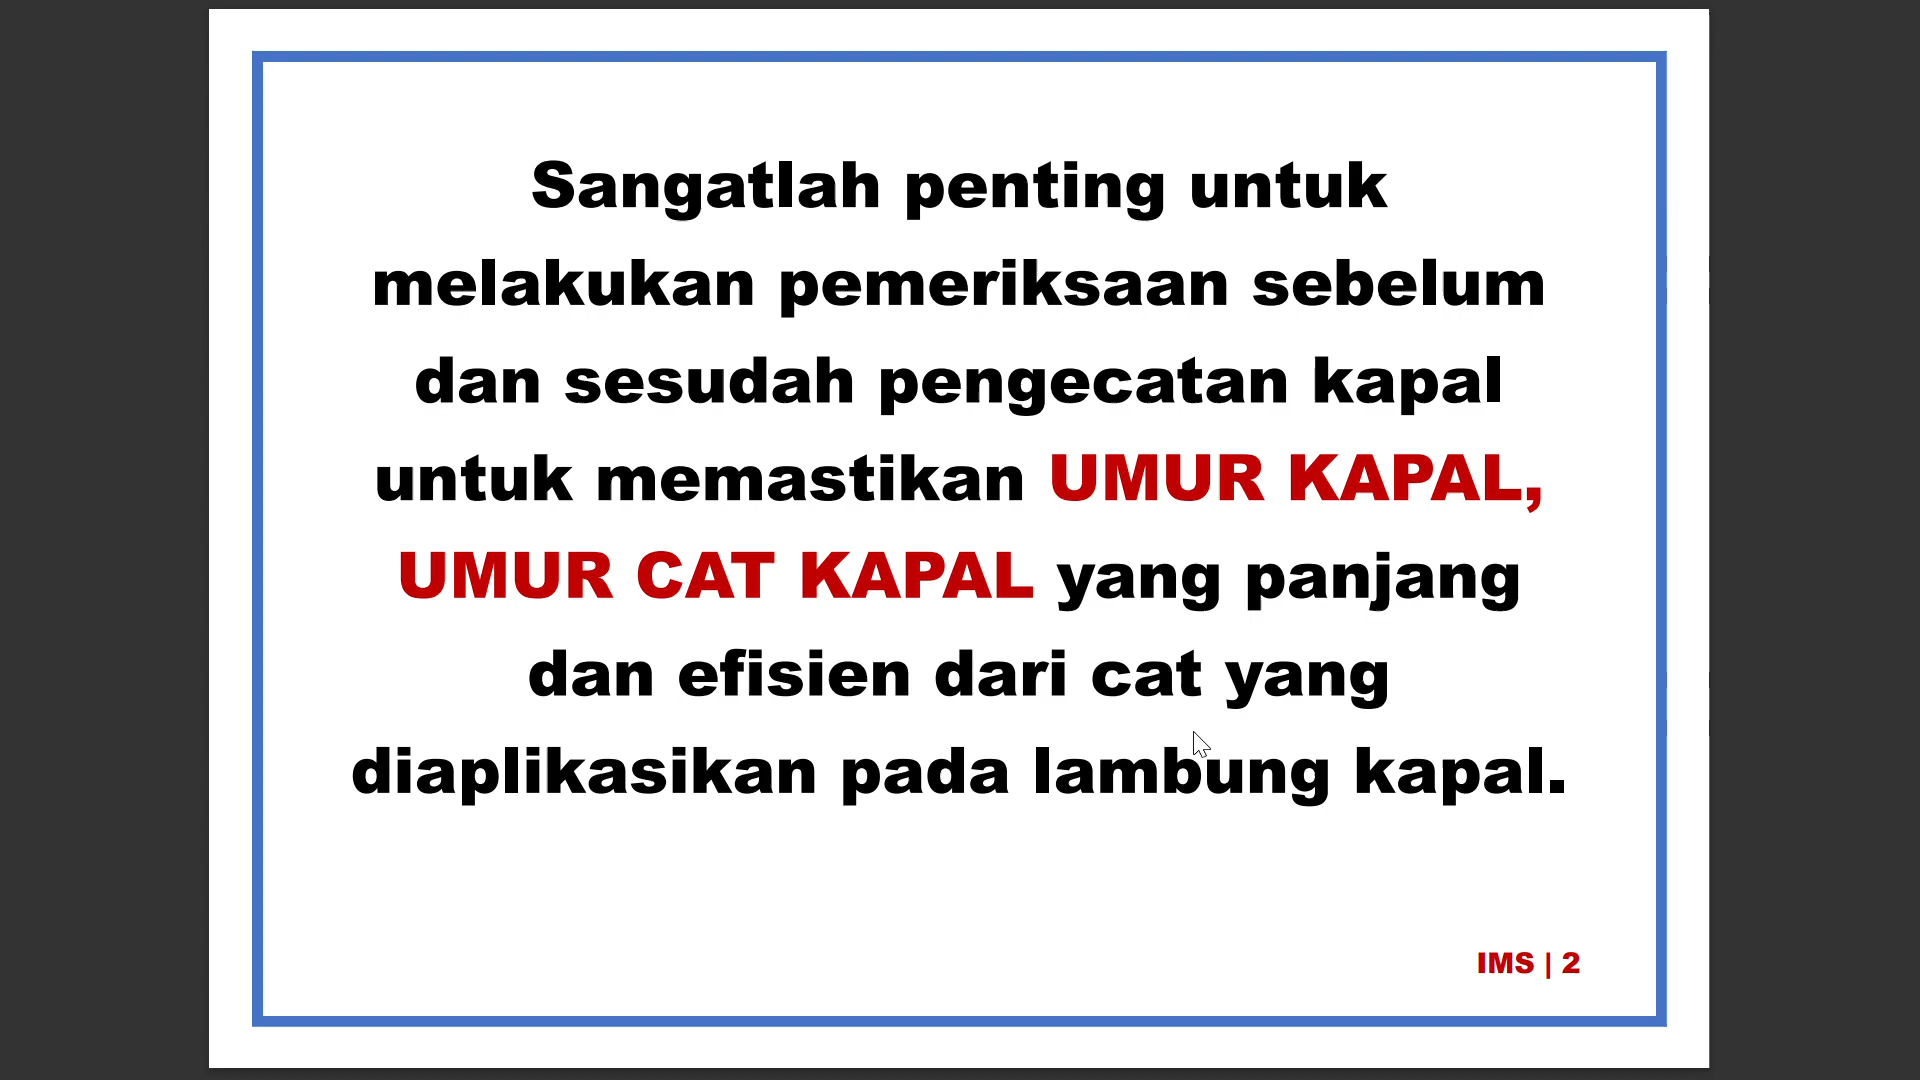 Sangatlah penting untuk
melakukan pemeriksaan sebelum
dan sesudah pengecatan kapal
untuk memastikan UMUR KAPAL,
UMUR CAT KAPAL yang panjang
dan efisien dari cat yang
diaplikasikan pada lambung kapal.
IMS | 2